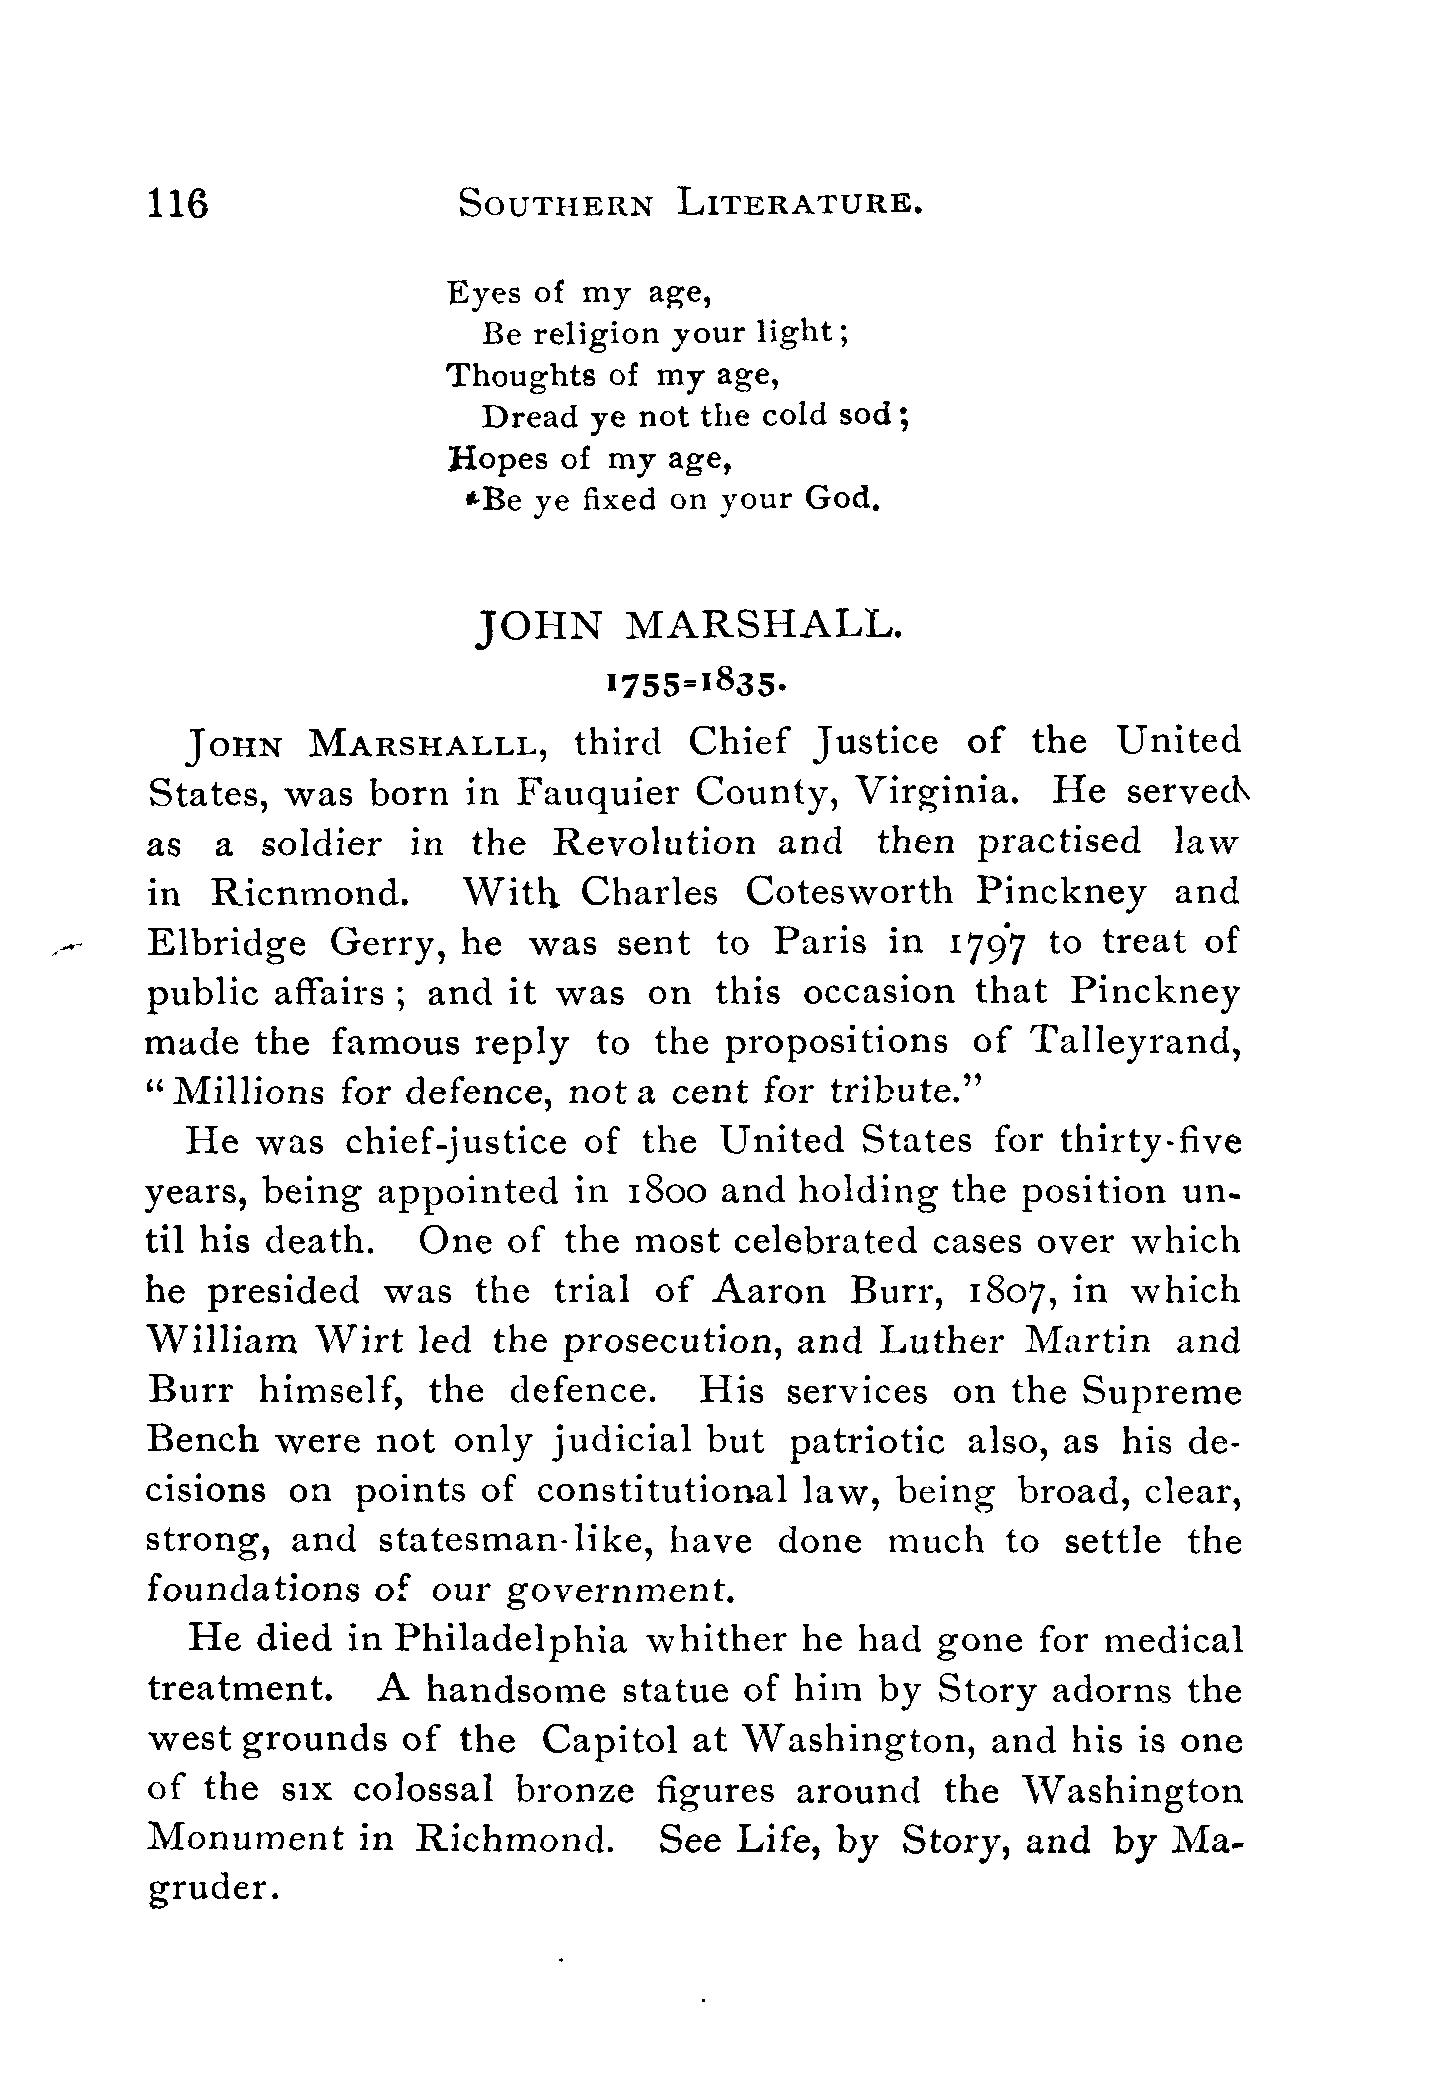 116 SOUTHERN LITERATURE.
Eyes of my age,
Be religion your light;
Thoughts of my age,
Dread ye not the cold sod;
Hopes of my age,
Be ye fixed on your God.
JOHN MARSHALL.
1755=1835.
JOHN MARSHALLL, third Chief Justice of the United
States, was born in Fauquier County, Virginia. He served
as a soldier in the Revolution and then practised law
in Ricnmond. With Charles Cotesworth Pinckney and
Elbridge Gerry, he was sent to Paris in 1797 to treat of
public affairs; and it was on this occasion that Pinckney
made the famous reply to the propositions of Talleyrand,
"Millions for defence, not a cent for tribute."
He was chief-justice of the United States for thirty-five
years, being appointed in 1800 and holding the position un-
til his death. One of the most celebrated cases over which
he presided was the trial of Aaron Burr, 1807, in which
William Wirt led the prosecution, and Luther Martin and
Burr himself, the defence. His services on the Supreme
Bench were not only judicial but patriotic also, as his de-
cisions on points of constitutional law, being broad, clear,
strong, and statesman-like, have done much to settle the
foundations of our government.
He died in Philadelphia whither he had gone for medical
treatment. A handsome statue of him by Story adorns the
west grounds of the Capitol at Washington, and his is one
of the six colossal bronze figures around the Washington
Monument in Richmond. See Life, by Story, and by Ma-
gruder.